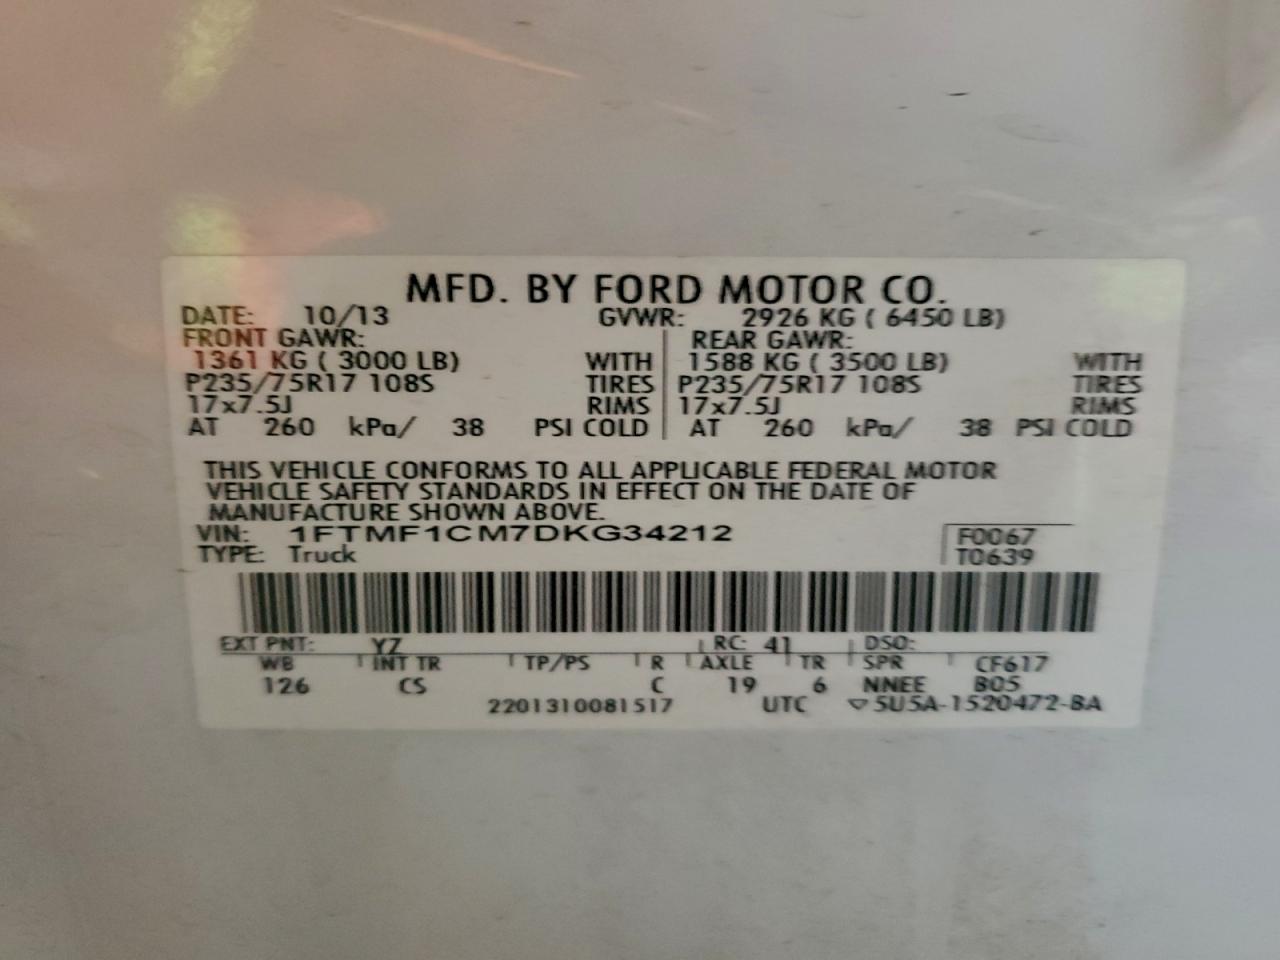 MFD. BY FORD MOTOR CO.
DATE: 10/13 GVWR: 2926 KG ( 6450 LB)
FRONT GAWR: REAR GAWR:
1361 KG ( 3000 LB) WITH 1588 KG ( 3500 LB) WITH
P235/75R17 108S TIRES P235/75R17 108S TIRES
17x7.5J RIMS 17x7.5J RIMS
AT 260 kPa/ 38 PSI COLD AT 260 kPa/ 38 PSI COLD
THIS VEHICLE CONFORMS TO ALL APPLICABLE FEDERAL MOTOR
VEHICLE SAFETY STANDARDS IN EFFECT ON THE DATE OF
MANUFACTURE SHOWN ABOVE.
VIN: 1FTMF1CM7DKG34212 F0067
TYPE: Truck T0639
EXT PNT: YZ RC: 41 DSO:
WB INT TR TP/PS R AXLE TR SPR CF617
126 CS C 19 6 NNEE B05
2201310081517 UTC ▽5U5A-1520472-BA